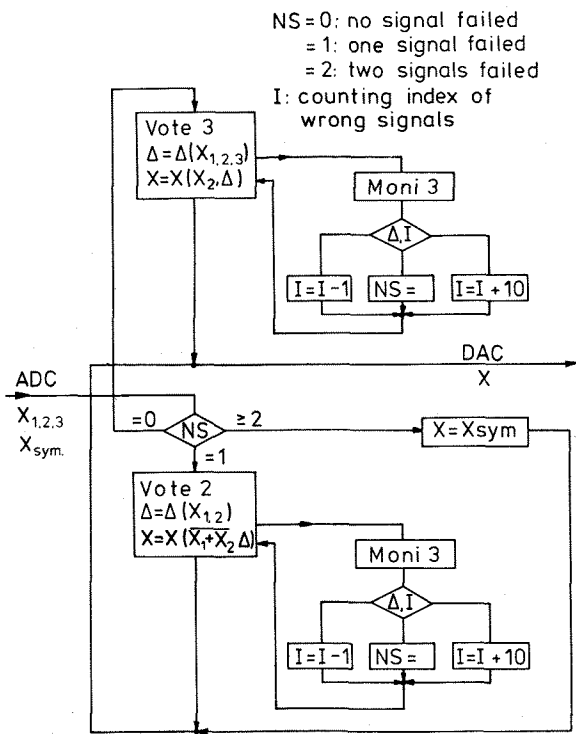 NS=0: no signal failed
=1: one signal failed
=2: two signals failed
I: counting index of
wrong signals
Vote 3
Δ=Δ(X1,2,3)
X=X(X2,Δ)
Moni 3
Δ,I
I=I-1
NS=
I=I+10
DAC
X
ADC
X1,2,3
Xsym.
=0
NS
≥2
=1
X=Xsym
Vote 2
Δ=Δ(X1,2)
X=X(X̅1̅+̅X̅2̅ Δ)
Moni 3
Δ,I
I=I-1
NS=
I=I+10